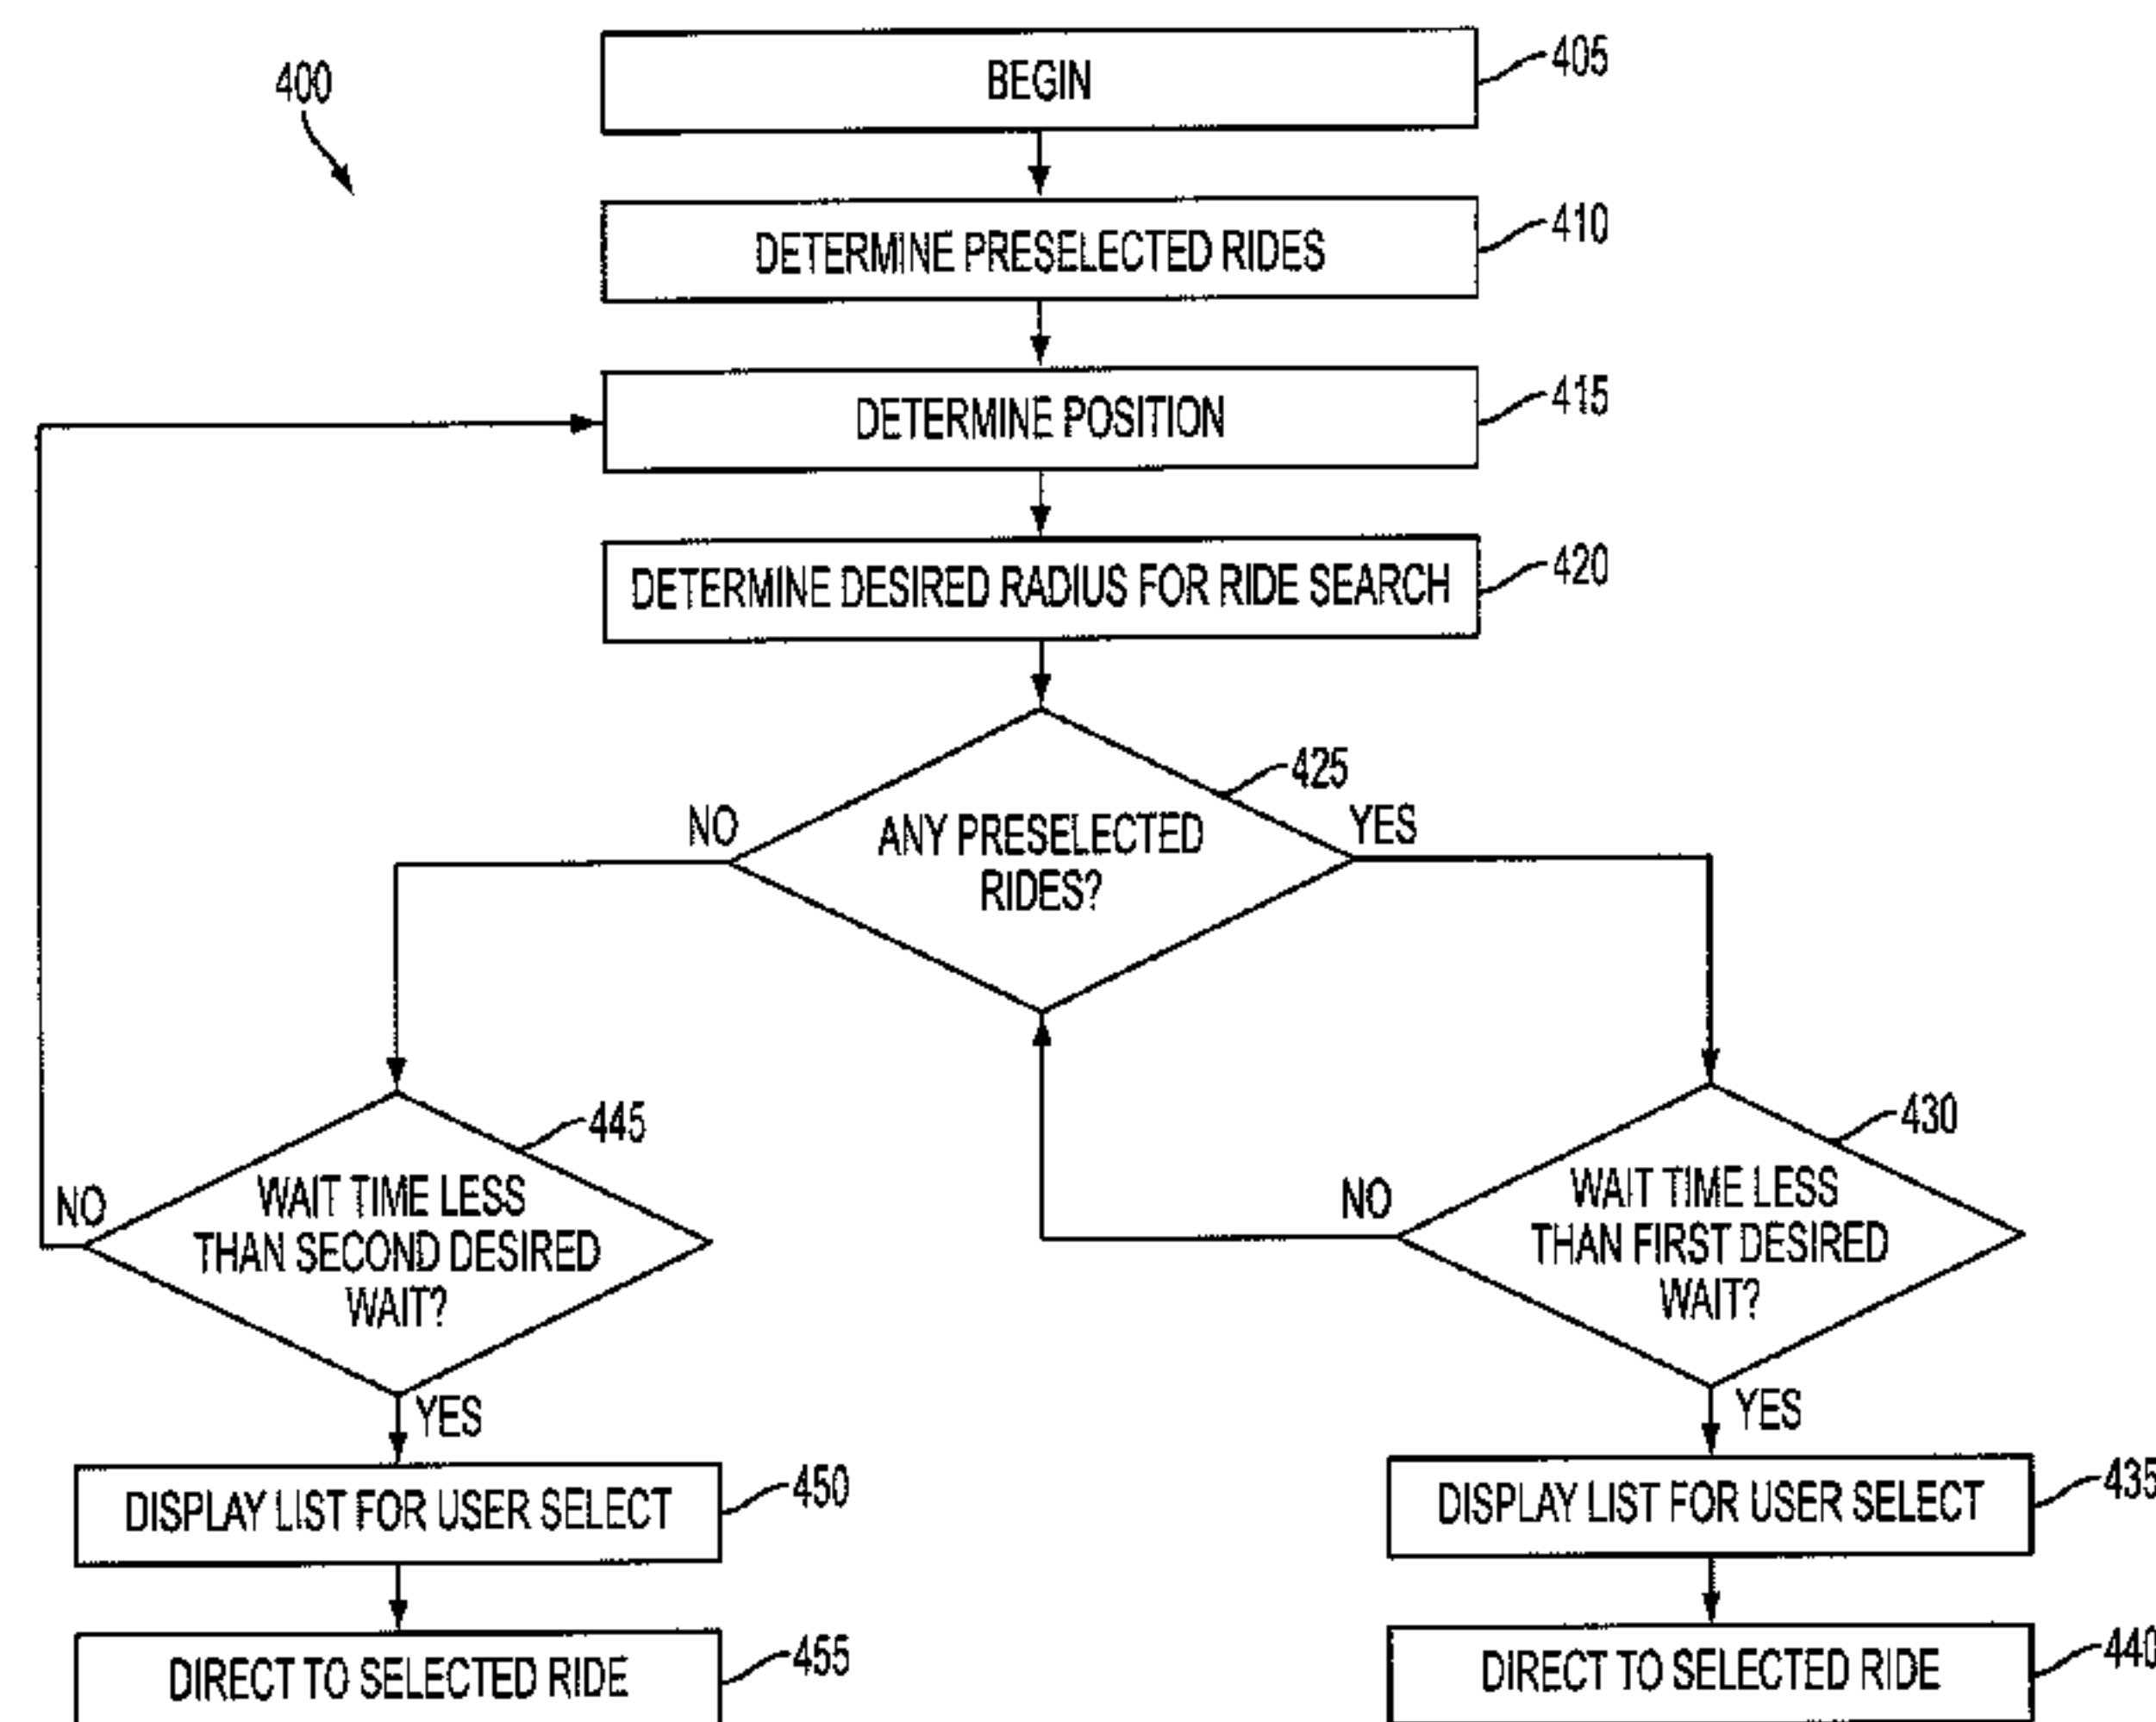 400
BEGIN
405
DETERMINE PRESELECTED RIDES
410
DETERMINE POSITION
415
DETERMINE DESIRED RADIUS FOR RIDE SEARCH
420
425
NO
ANY PRESELECTED
RIDES?
YES
445
NO
WAIT TIME LESS
THAN SECOND DESIRED
WAIT?
YES
430
NO
WAIT TIME LESS
THAN FIRST DESIRED
WAIT?
YES
DISPLAY LIST FOR USER SELECT
450
DISPLAY LIST FOR USER SELECT
435
DIRECT TO SELECTED RIDE
455
DIRECT TO SELECTED RIDE
440